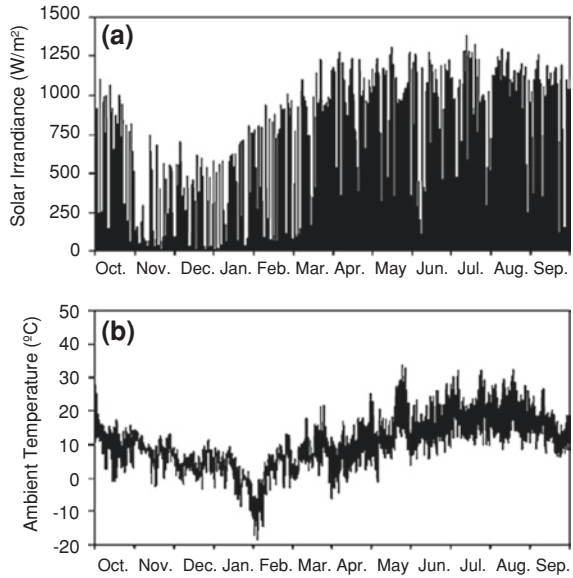 (a)
Solar Irrandiance (W/m²)
1500
1250
1000
750
500
250
0
Oct. Nov. Dec. Jan. Feb. Mar. Apr. May Jun. Jul. Aug. Sep.
(b)
Ambient Temperature (ºC)
50
40
30
20
10
0
-10
-20
Oct. Nov. Dec. Jan. Feb. Mar. Apr. May Jun. Jul. Aug. Sep.